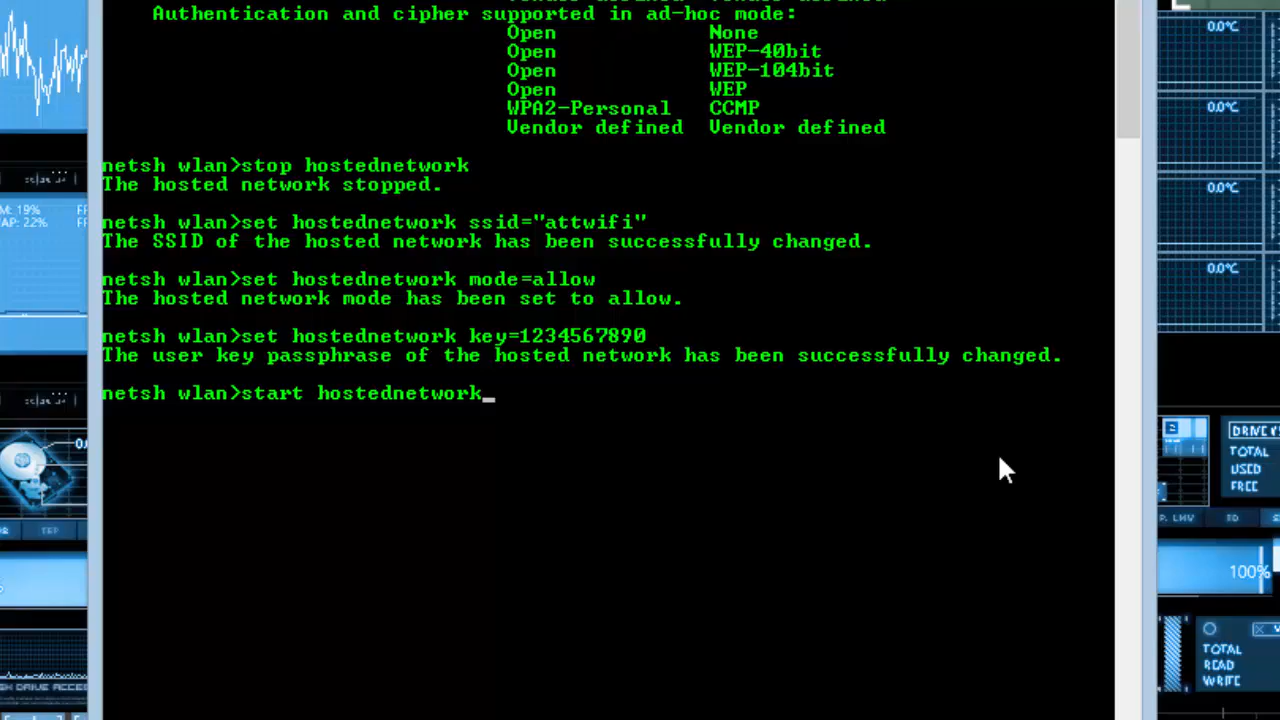 Authentication and cipher supported in ad-hoc mode:
Open None
Open WEP-40bit
Open WEP-104bit
Open WEP
WPA2-Personal CCMP
Vendor defined Vendor defined
netsh wlan>stop hostednetwork
The hosted network stopped.
netsh wlan>set hostednetwork ssid="attwifi"
The SSID of the hosted network has been successfully changed.
netsh wlan>set hostednetwork mode=allow
The hosted network mode has been set to allow.
netsh wlan>set hostednetwork key=1234567890
The user key passphrase of the hosted network has been successfully changed.
netsh wlan>start hostednetwork_
M: 19%
AP: 22%
0.0°C
0.0°C
0.0°C
0.0°C
TOTAL
USED
FREE
100%
TOTAL
READ
WRITE